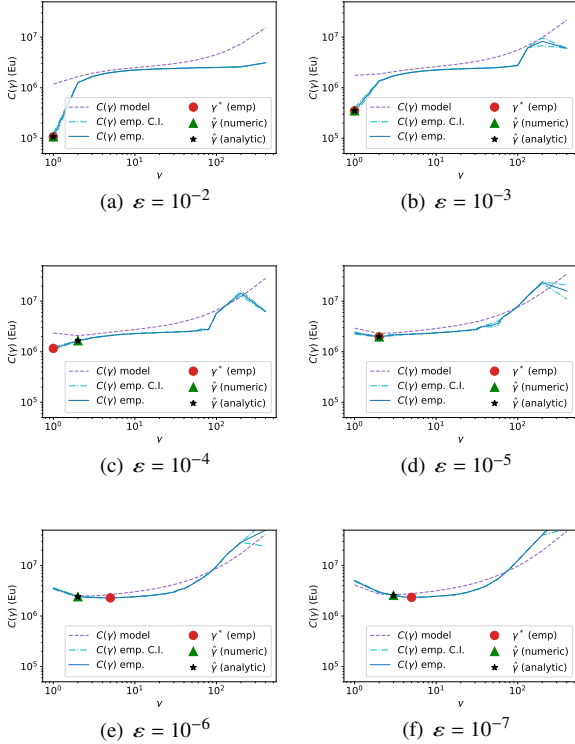 C(γ) (Eu)
10⁷
10⁶
10⁵
C(γ) model
C(γ) emp. C.I.
C(γ) emp.
γ* (emp)
γ̂ (numeric)
γ̂ (analytic)
10⁰ 10¹ 10²
γ
(a) ε = 10⁻²
C(γ) (Eu)
10⁷
10⁶
10⁵
C(γ) model
C(γ) emp. C.I.
C(γ) emp.
γ* (emp)
γ̂ (numeric)
γ̂ (analytic)
10⁰ 10¹ 10²
γ
(b) ε = 10⁻³
C(γ) (Eu)
10⁷
10⁶
10⁵
C(γ) model
C(γ) emp. C.I.
C(γ) emp.
γ* (emp)
γ̂ (numeric)
γ̂ (analytic)
10⁰ 10¹ 10²
γ
(c) ε = 10⁻⁴
C(γ) (Eu)
10⁷
10⁶
10⁵
C(γ) model
C(γ) emp. C.I.
C(γ) emp.
γ* (emp)
γ̂ (numeric)
γ̂ (analytic)
10⁰ 10¹ 10²
γ
(d) ε = 10⁻⁵
C(γ) (Eu)
10⁷
10⁶
10⁵
C(γ) model
C(γ) emp. C.I.
C(γ) emp.
γ* (emp)
γ̂ (numeric)
γ̂ (analytic)
10⁰ 10¹ 10²
γ
(e) ε = 10⁻⁶
C(γ) (Eu)
10⁷
10⁶
10⁵
C(γ) model
C(γ) emp. C.I.
C(γ) emp.
γ* (emp)
γ̂ (numeric)
γ̂ (analytic)
10⁰ 10¹ 10²
γ
(f) ε = 10⁻⁷